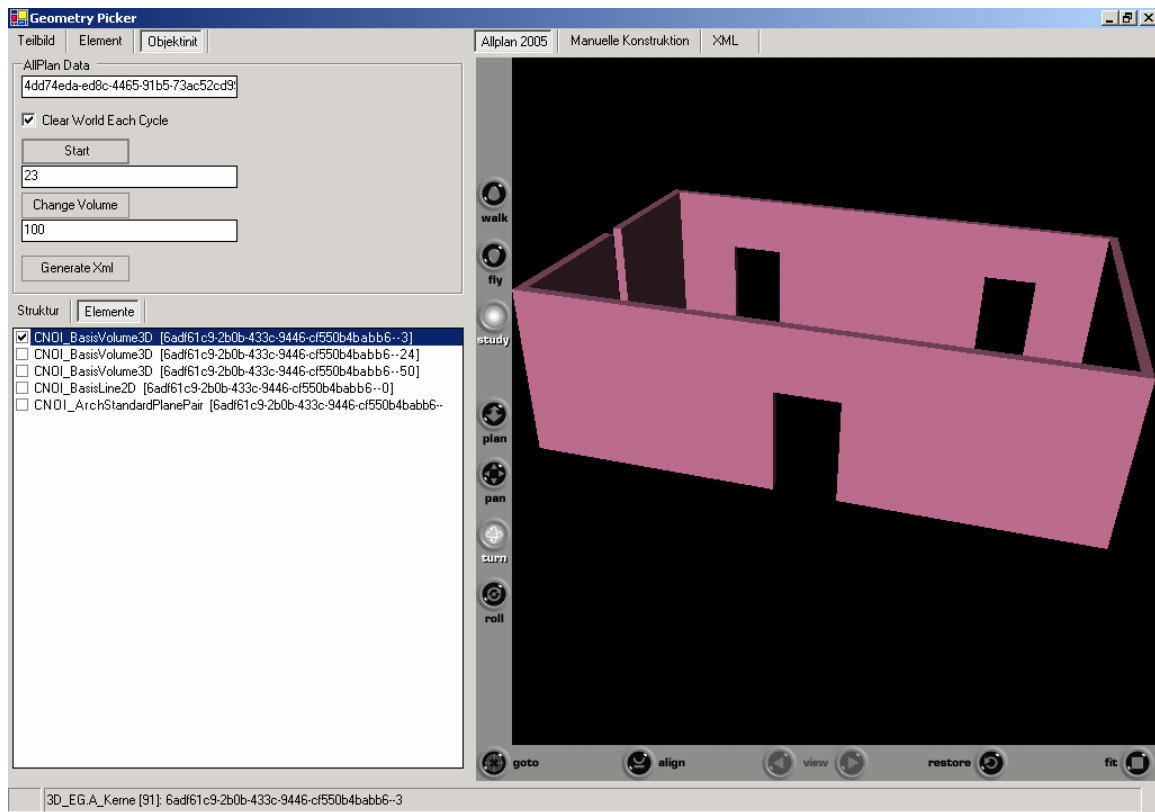 Geometry Picker
Teilbild Element Objektinit
AllPlan Data
4dd74eda-ed8c-4465-91b5-73ac52cd9
Clear World Each Cycle
Start
23
Change Volume
100
Generate Xml
Struktur Elemente
CNOI_BasisVolume3D [6adf61c9-2b0b-433c-9446-cf550b4babb6--3]
CNOI_BasisVolume3D [6adf61c9-2b0b-433c-9446-cf550b4babb6--24]
CNOI_BasisVolume3D [6adf61c9-2b0b-433c-9446-cf550b4babb6--50]
CNOI_BasisLine2D [6adf61c9-2b0b-433c-9446-cf550b4babb6--0]
CNOI_ArchStandardPlanePair [6adf61c9-2b0b-433c-9446-cf550b4babb6--
Allplan 2005 Manuelle Konstruktion XML
walk
fly
study
plan
pan
turn
roll
goto align view restore fit
3D_EG.A_Kerne [91]: 6adf61c9-2b0b-433c-9446-cf550b4babb6--3